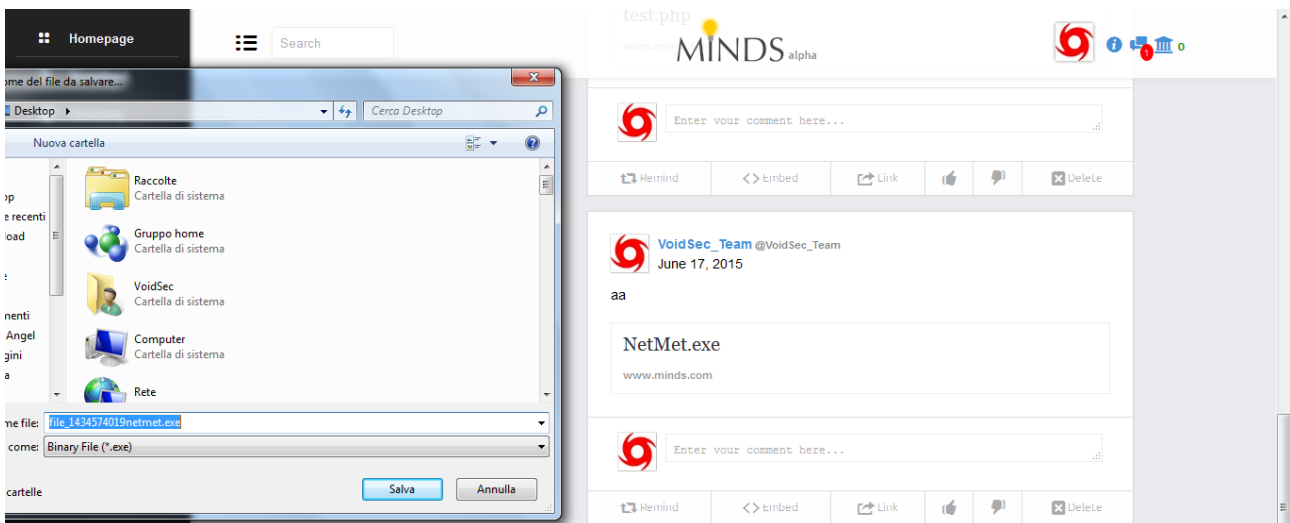 Homepage
Search
test.php
MINDS alpha
1
0
ome del file da salvare...
Desktop
Cerca Desktop
Nuova cartella
Raccolte
Cartella di sistema
Gruppo home
Cartella di sistema
VoidSec
Cartella di sistema
Computer
Cartella di sistema
Rete
op
e recenti
load
menti
Angel
gini
a
me file:
file_1434574019netmet.exe
come:
Binary File (*.exe)
cartelle
Salva
Annulla
Enter your comment here...
Remind
Embed
Link
Delete
VoidSec_Team @VoidSec_Team
June 17, 2015
aa
NetMet.exe
www.minds.com
Enter your comment here...
Remind
Embed
Link
Delete